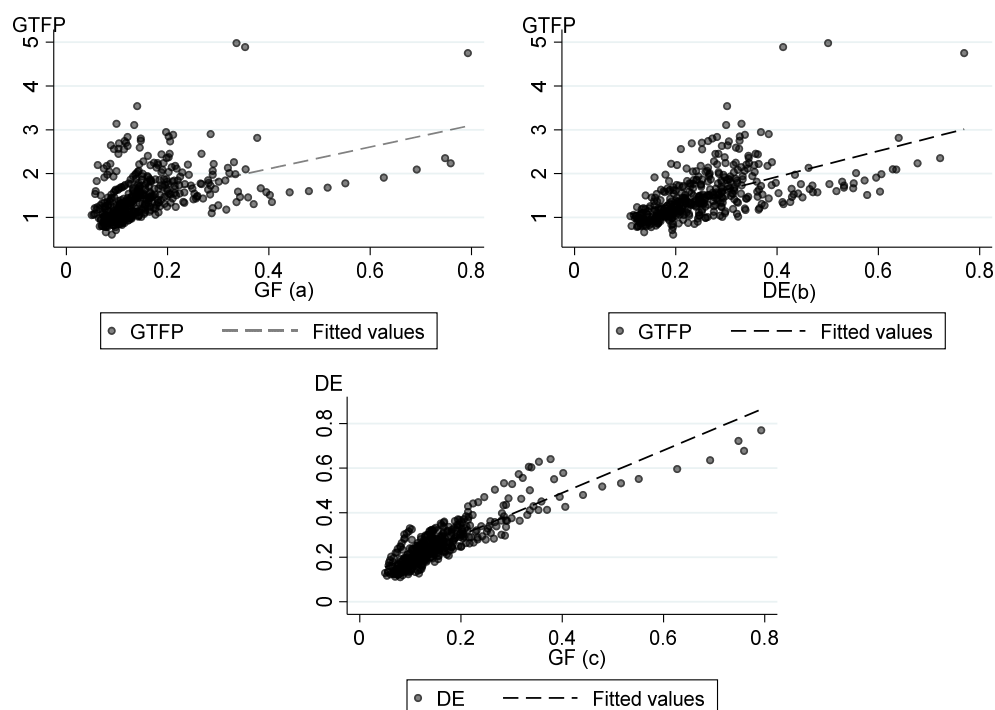 GTFP
5
4
3
2
1
0 0.2 0.4 0.6 0.8
GF (a)
GTFP Fitted values
GTFP
5
4
3
2
1
0 0.2 0.4 0.6 0.8
DE(b)
GTFP Fitted values
DE
0.8
0.6
0.4
0.2
0
0 0.2 0.4 0.6 0.8
GF (c)
DE Fitted values